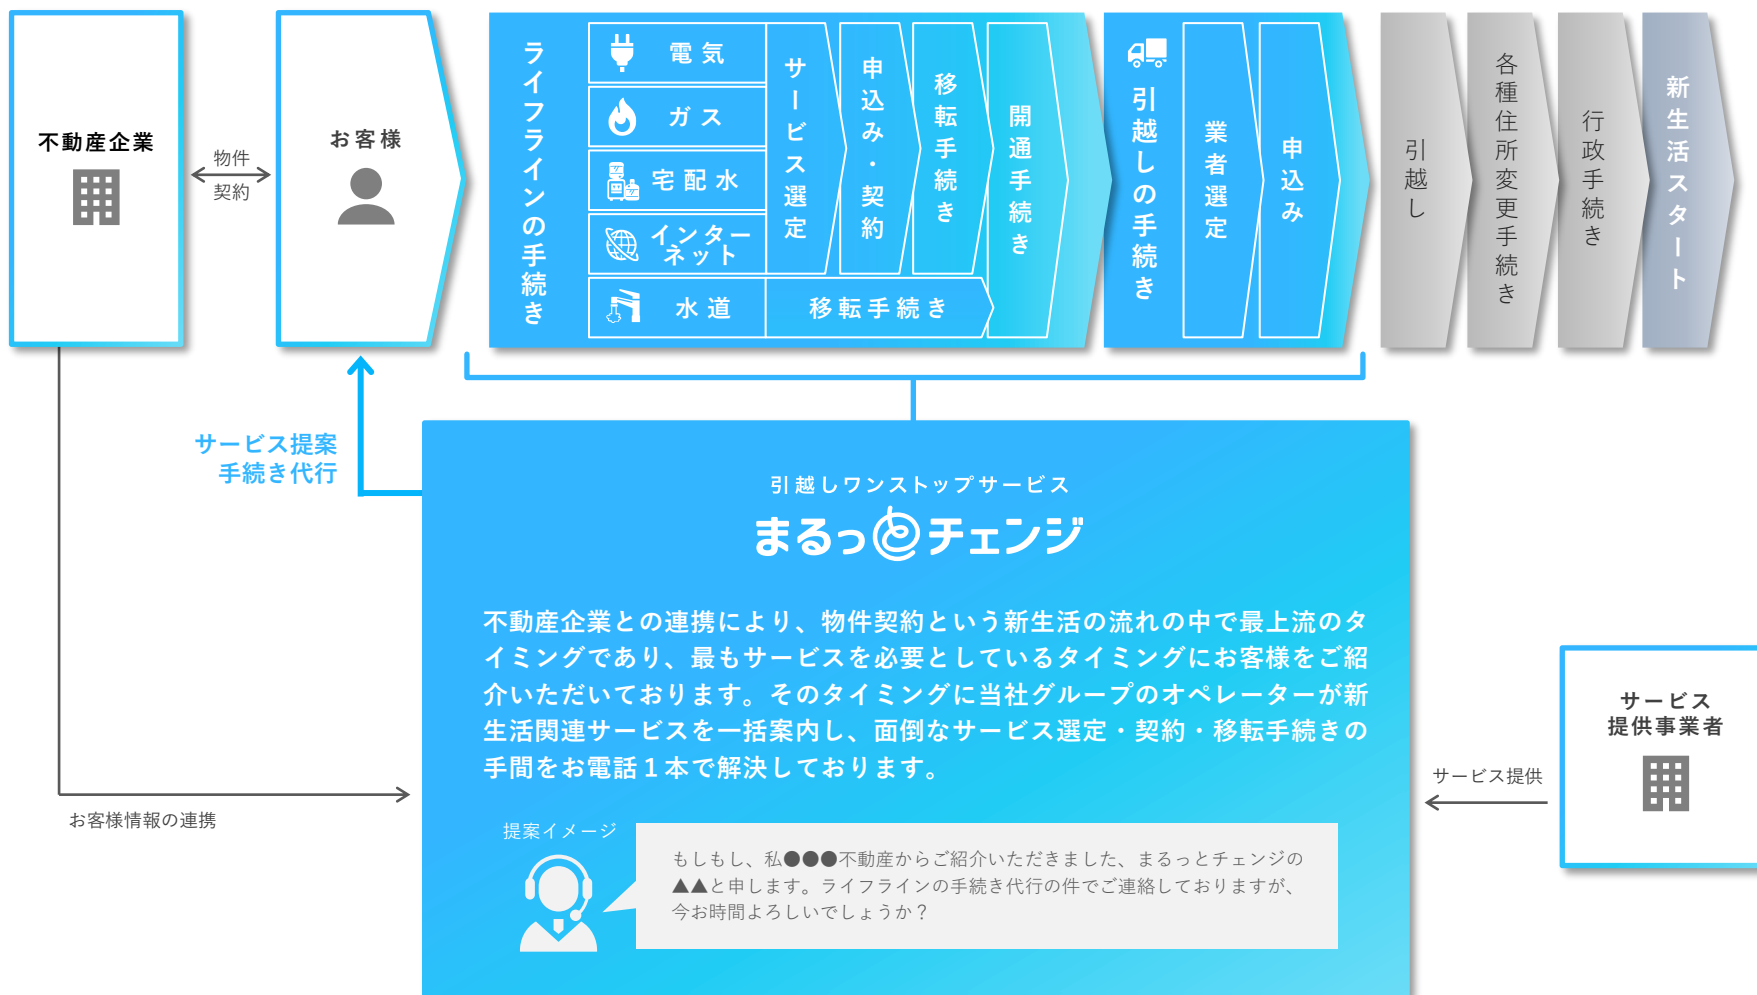 不動産企業
物件
契約
お客様
ライフラインの手続き
電気
ガス
宅配水
インター
ネット
水道
サービス選定
申込み・契約
移転手続き
開通手続き
移転手続き
引越しの手続き
業者選定
申込み
引越し
各種住所変更手続き
行政手続き
新生活スタート
サービス提案
手続き代行
引越しワンストップサービス
まるっとチェンジ
不動産企業との連携により、物件契約という新生活の流れの中で最上流のタ
イミングであり、最もサービスを必要としているタイミングにお客様をご紹
介いただいております。そのタイミングに当社グループのオペレーターが新
生活関連サービスを一括案内し、面倒なサービス選定・契約・移転手続きの
手間をお電話1本で解決しております。
お客様情報の連携
提案イメージ
もしもし、私●●●不動産からご紹介いただきました、まるっとチェンジの
▲▲と申します。ライフラインの手続き代行の件でご連絡しておりますが、
今お時間よろしいでしょうか？
サービス提供
サービス
提供事業者